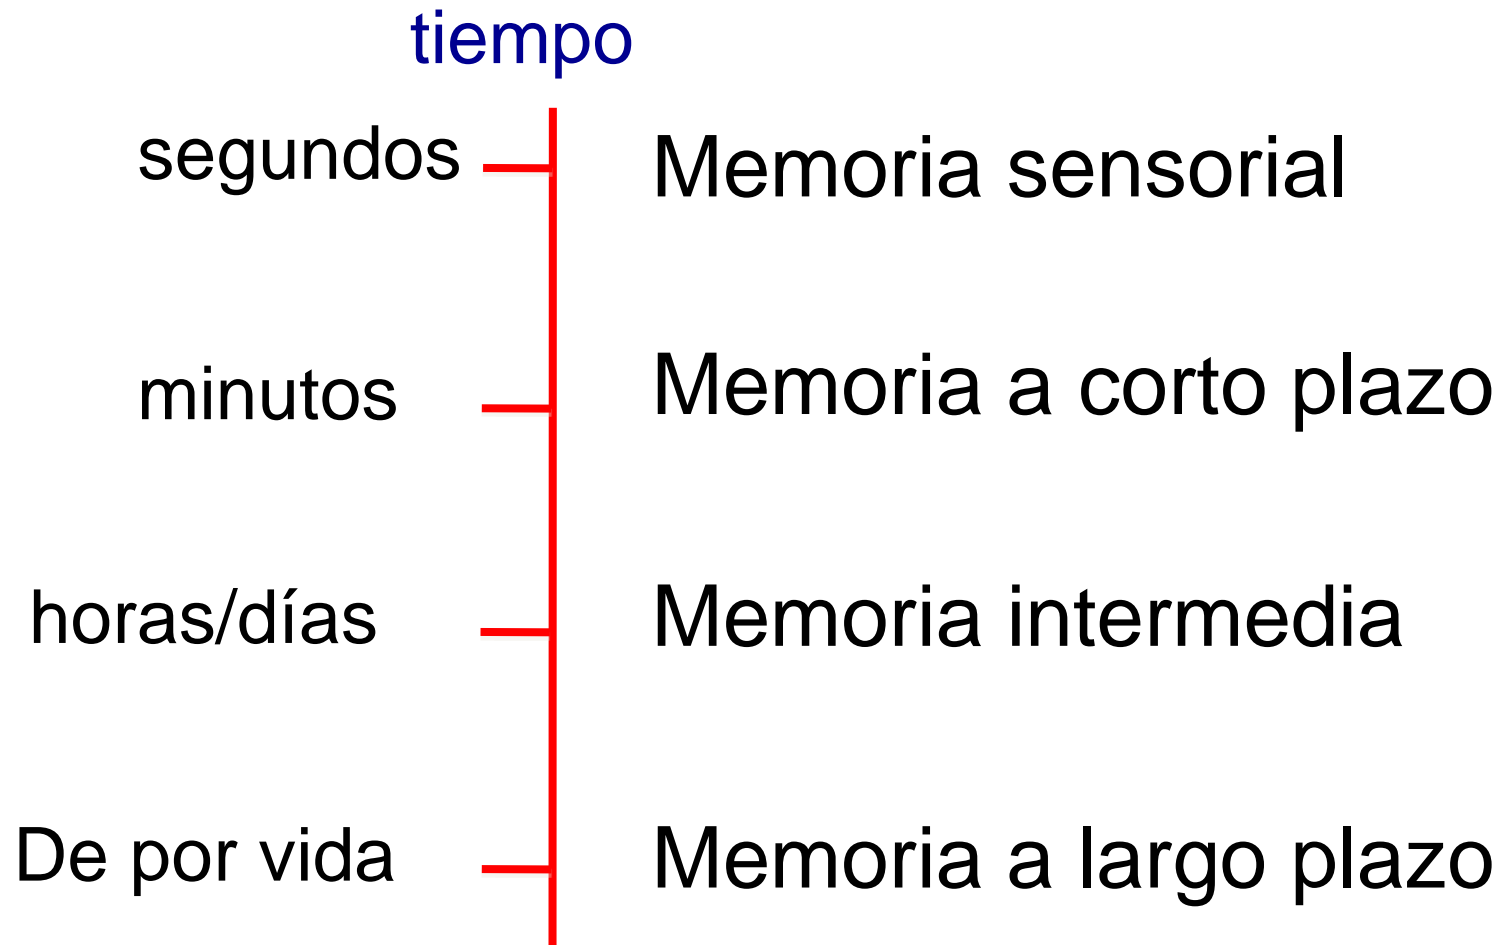 tiempo
segundos Memoria sensorial
minutos Memoria a corto plazo
horas/días Memoria intermedia
De por vida Memoria a largo plazo